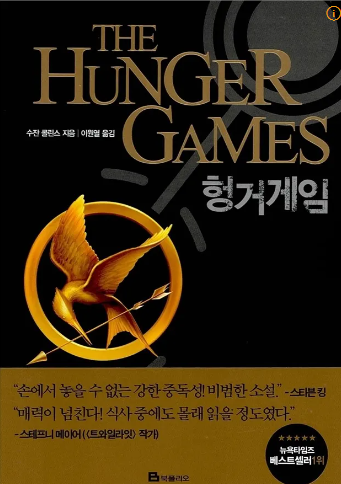 THE
HUNGER
GAMES
수잔 콜린스 지음 | 이원열 옮김
헝거게임
“손에서 놓을 수 없는 강한 중독성! 비범한 소설.” - 스티븐 킹
“매력이 넘친다! 식사 중에도 몰래 읽을 정도였다.”
- 스테프니 메이어(《트와일라잇》 작가)
★★★★★
뉴욕타임즈
베스트셀러 1위
북폴리오